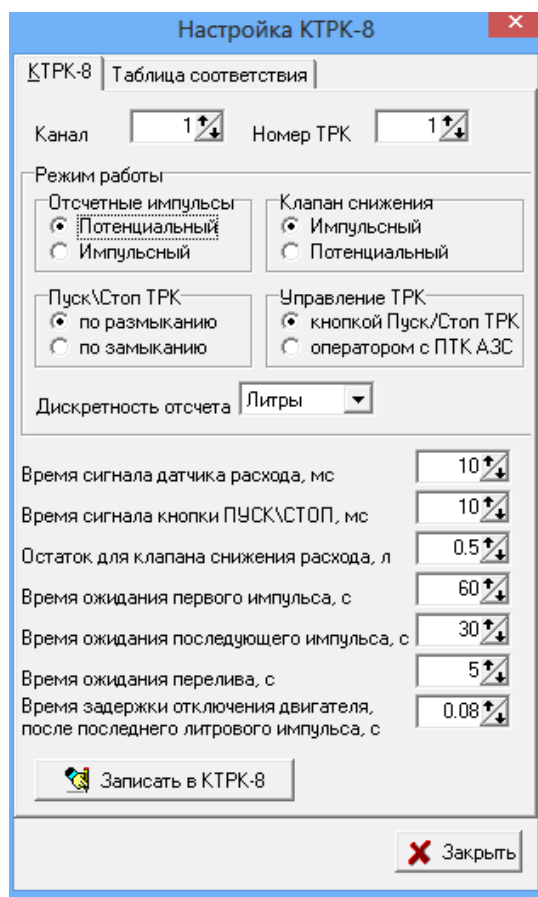 Настройка КТРК-8
КТРК-8 Таблица соответствия
Канал 1 Номер ТРК 1
Режим работы
Отсчетные импульсы Клапан снижения
Потенциальный Импульсный
Импульсный Потенциальный
Пуск\Стоп ТРК Управление ТРК
по размыканию кнопкой Пуск/Стоп ТРК
по замыканию оператором с ПТК АЗС
Дискретность отсчета Литры
Время сигнала датчика расхода, мс 10
Время сигнала кнопки ПУСК\СТОП, мс 10
Остаток для клапана снижения расхода, л 0.5
Время ожидания первого импульса, с 60
Время ожидания последующего импульса, с 30
Время ожидания перелива, с 5
Время задержки отключения двигателя, 0.08
после последнего литрового импульса, с
Записать в КТРК-8
Закрыть